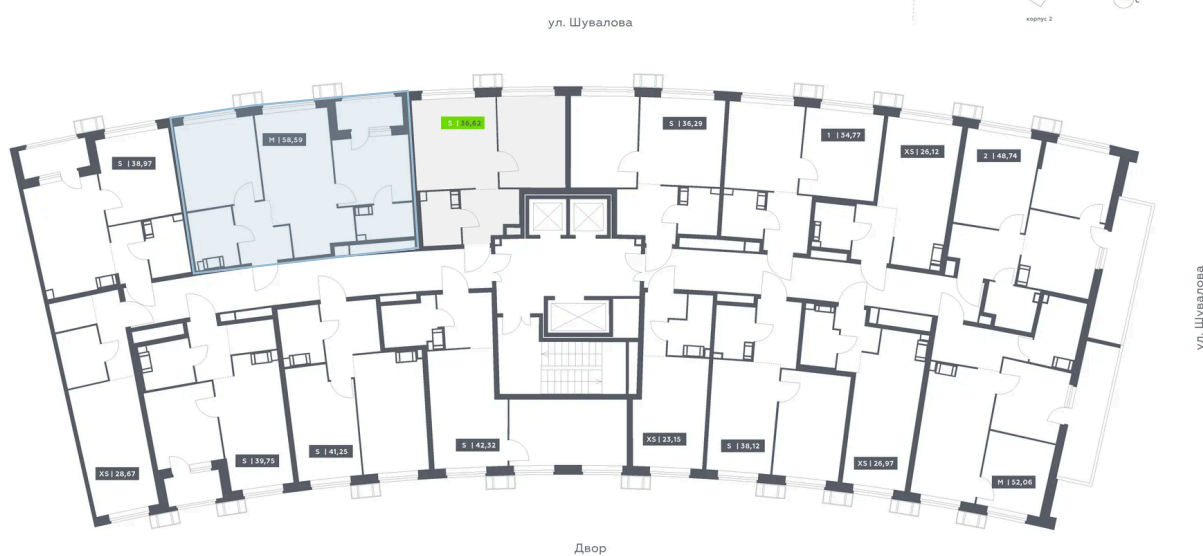 корпус 2
ул. Шувалова
S | 36,62
S | 36,29
1 | 34,77
M | 58,59
XS | 26,12
2 | 48,74
S | 38,97
ул. Шувалова
XS | 28,67
S | 39,75
S | 41,25
S | 42,32
XS | 23,15
S | 38,12
XS | 26,97
M | 52,06
Двор